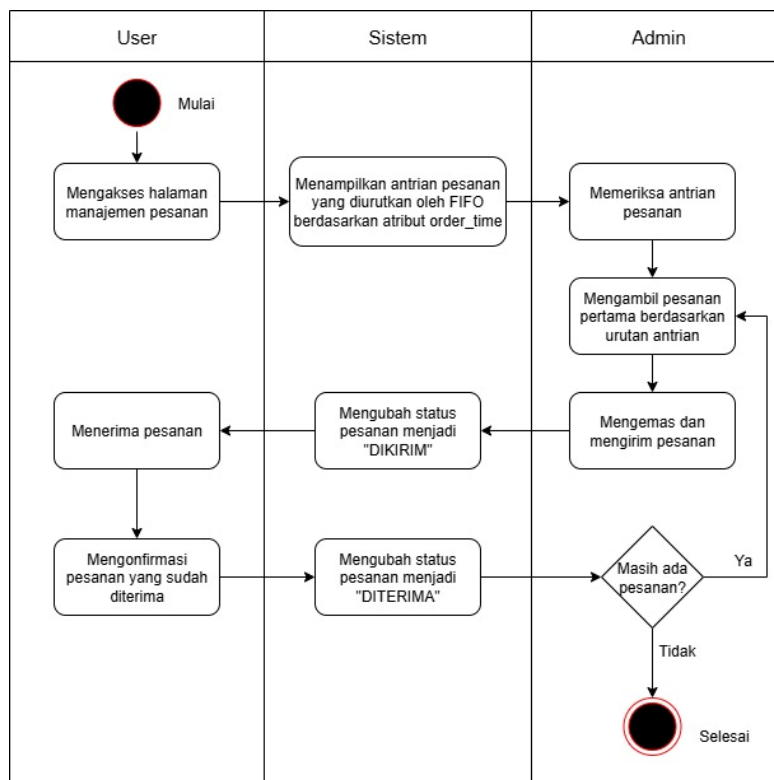 User
Sistem
Admin
Mulai
Mengakses halaman
manajemen pesanan
Menampilkan antrian pesanan
yang diurutkan oleh FIFO
berdasarkan atribut order_time
Memeriksa antrian
pesanan
Mengambil pesanan
pertama berdasarkan
urutan antrian
Mengemas dan
mengirim pesanan
Mengubah status
pesanan menjadi
"DIKIRIM"
Menerima pesanan
Mengonfirmasi
pesanan yang sudah
diterima
Mengubah status
pesanan menjadi
"DITERIMA"
Masih ada
pesanan?
Ya
Tidak
Selesai